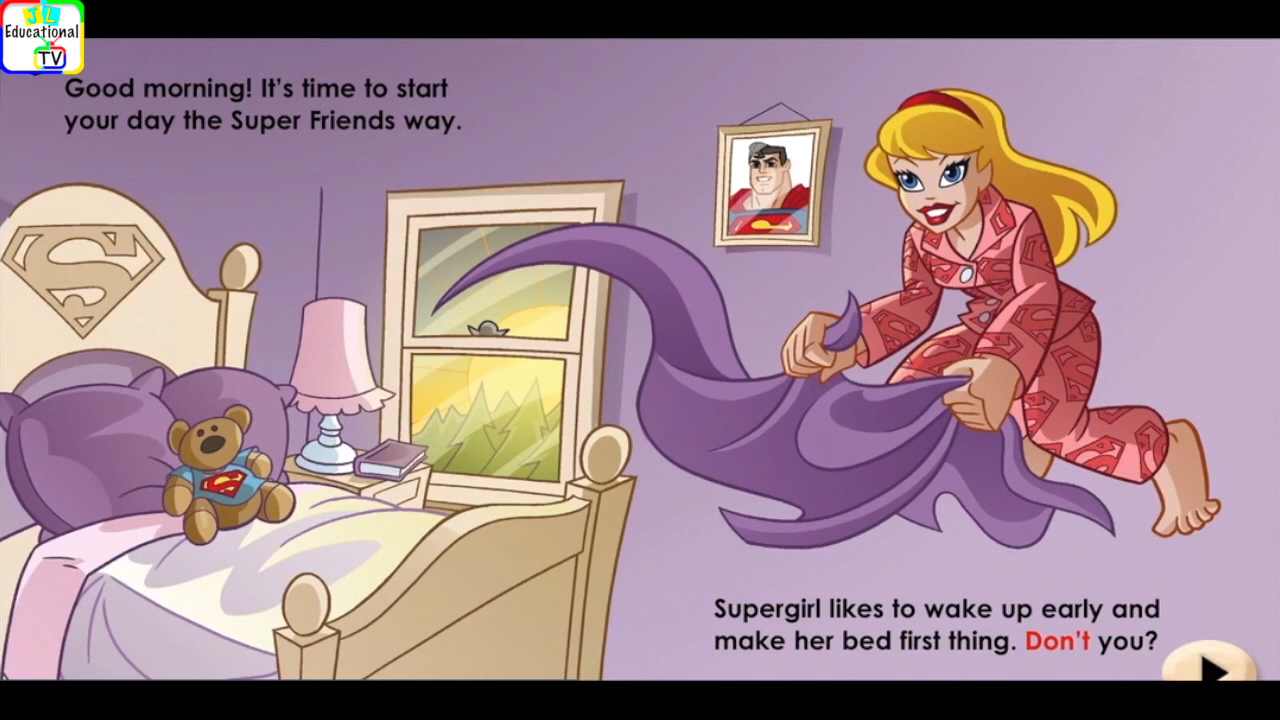 JL
Educational
TV
Good morning! It's time to start
your day the Super Friends way.
Supergirl likes to wake up early and
make her bed first thing. Don't you?